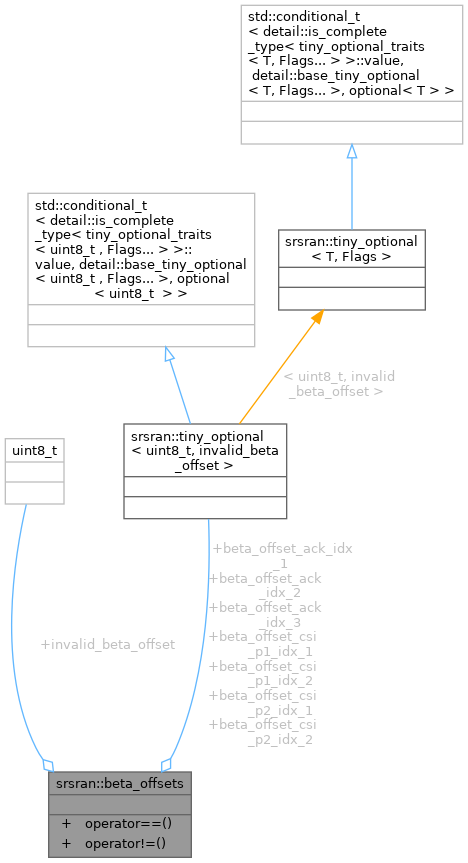 std::conditional_t
< detail::is_complete
_type< tiny_optional_traits
< T, Flags... > >::value,
detail::base_tiny_optional
< T, Flags... >, optional< T > >
std::conditional_t
< detail::is_complete
_type< tiny_optional_traits
< uint8_t , Flags... > >::
value, detail::base_tiny_optional
< uint8_t , Flags... >, optional
< uint8_t > >
srsran::tiny_optional
< T, Flags >
< uint8_t, invalid
_beta_offset >
uint8_t
srsran::tiny_optional
< uint8_t, invalid_beta
_offset >
+invalid_beta_offset
+beta_offset_ack_idx
_1
+beta_offset_ack
_idx_2
+beta_offset_ack
_idx_3
+beta_offset_csi
_p1_idx_1
+beta_offset_csi
_p1_idx_2
+beta_offset_csi
_p2_idx_1
+beta_offset_csi
_p2_idx_2
srsran::beta_offsets
+ operator==()
+ operator!=()